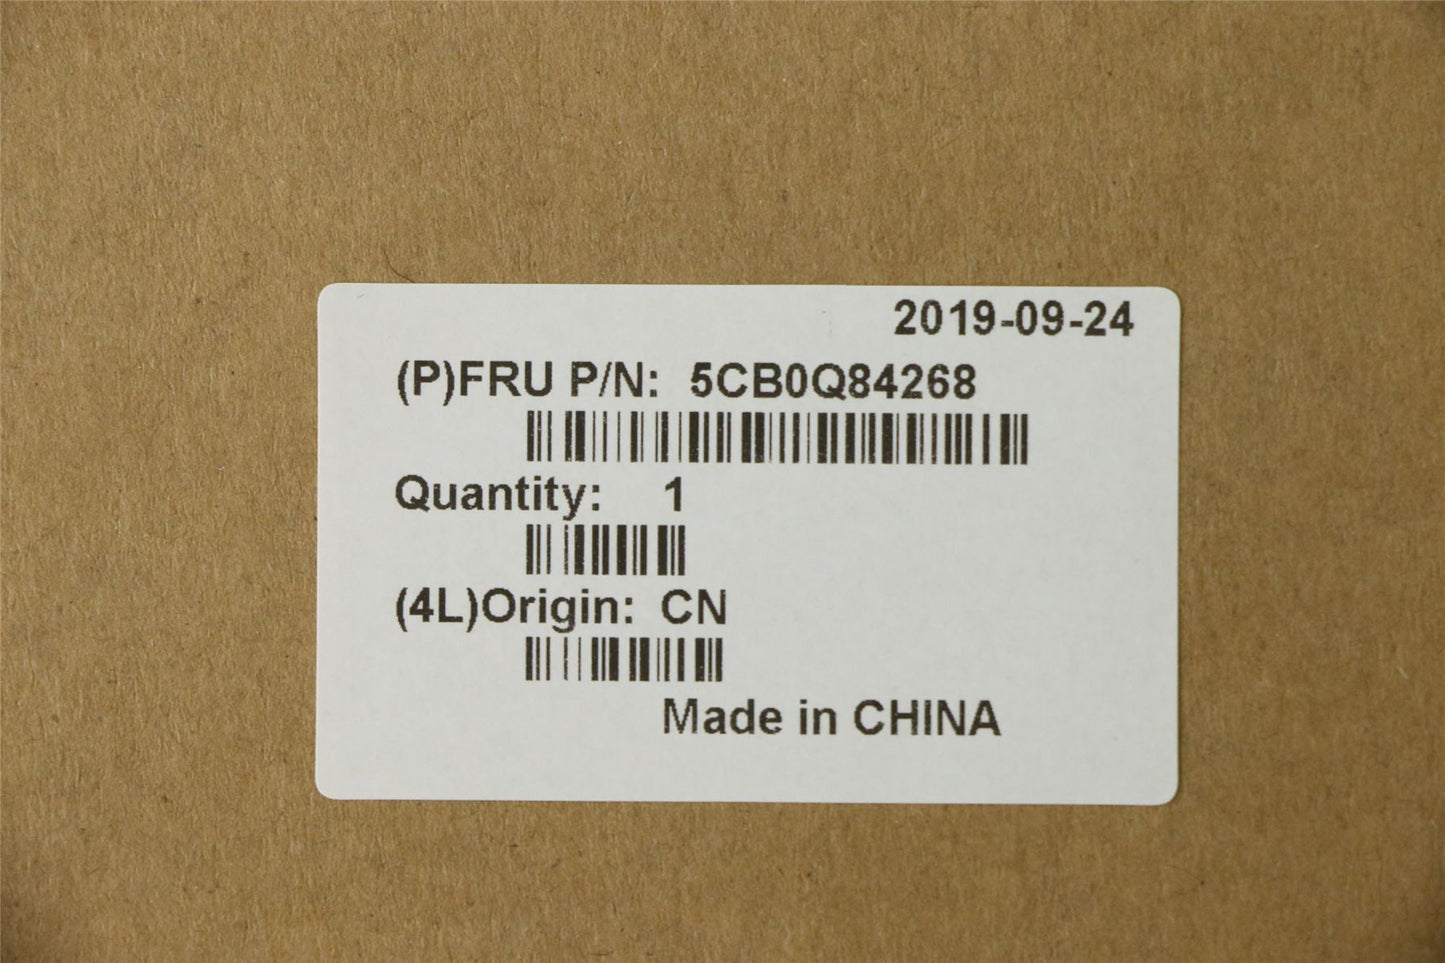 2019-09-24
(P)FRU P/N: 5CB0Q84268
Quantity: 1
(4L)Origin: CN
Made in CHINA